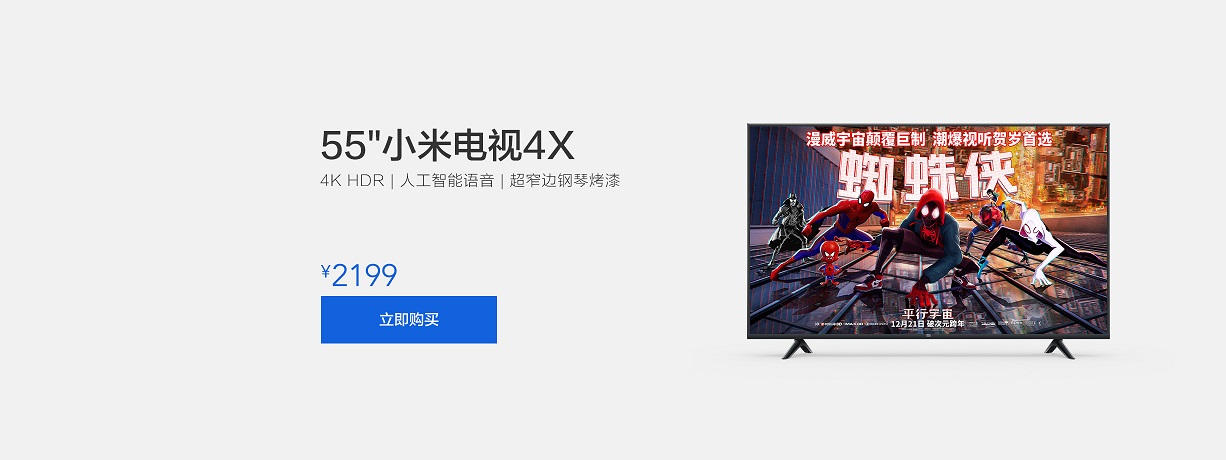 55"小米电视4X
4K HDR | 人工智能语音 | 超窄边钢琴烤漆
¥2199
立即购买
漫威宇宙颠覆巨制 潮爆视听贺岁首选
蜘蛛侠
平行宇宙
12月21日 破次元跨年